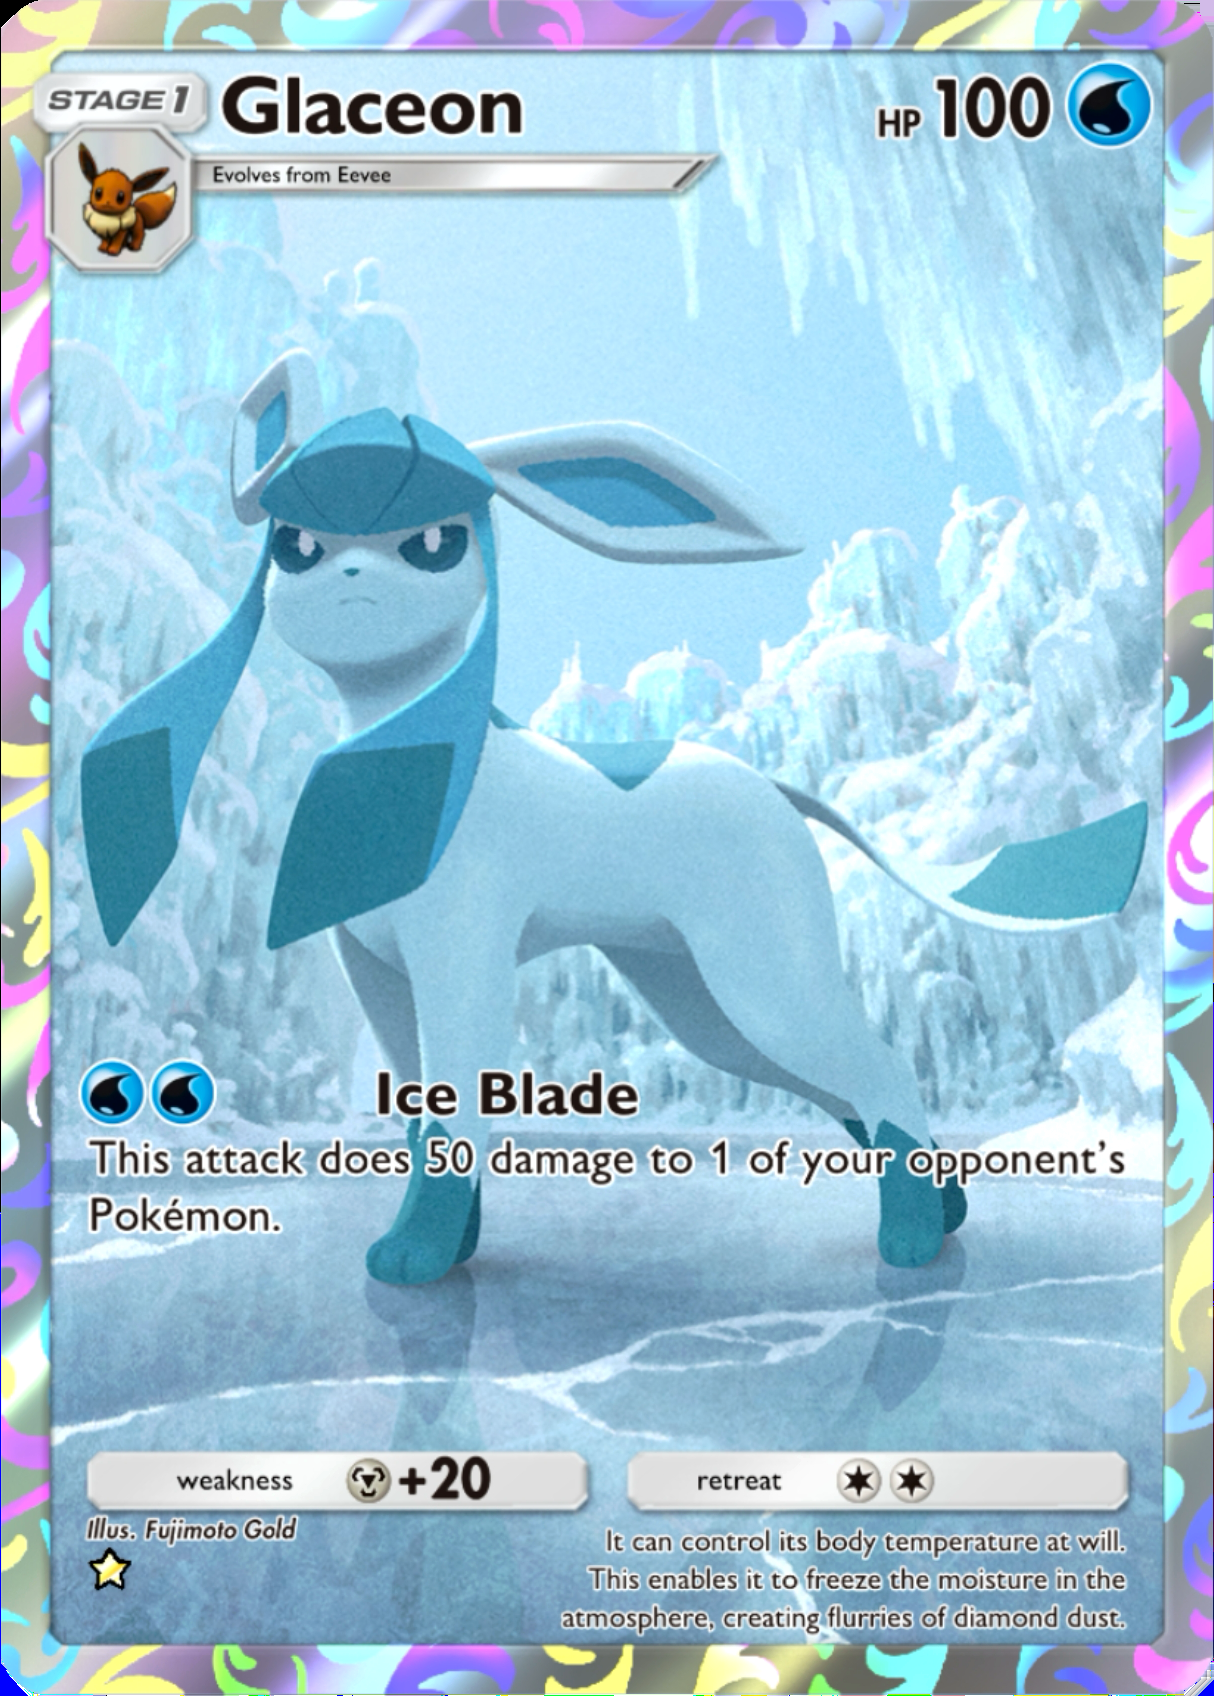 STAGE 1 Glaceon HP 100
Evolves from Eevee
Ice Blade
This attack does 50 damage to 1 of your opponent's
Pokémon.
weakness +20 retreat
Illus. Fujimoto Gold
It can control its body temperature at will.
This enables it to freeze the moisture in the
atmosphere, creating flurries of diamond dust.